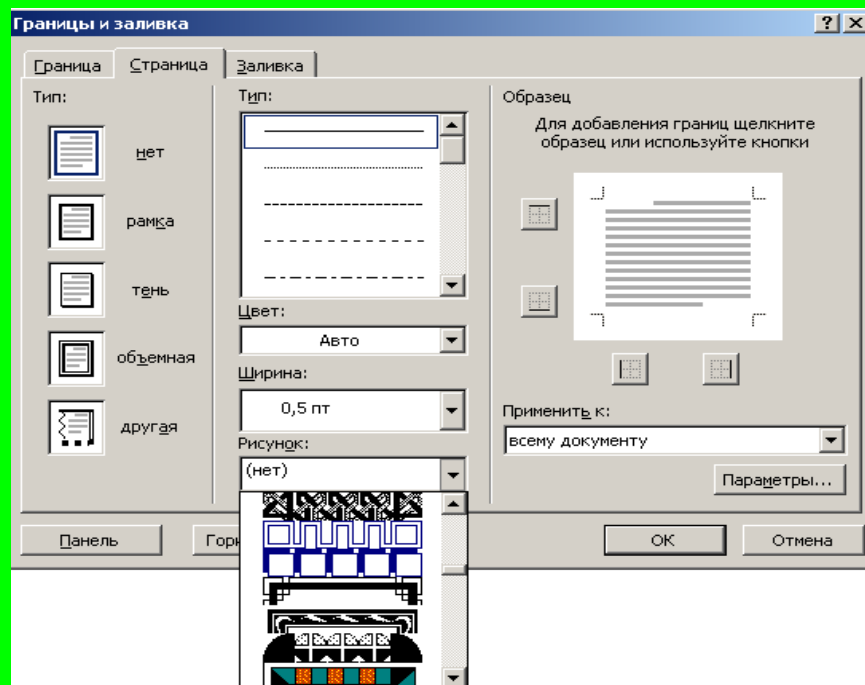 Границы и заливка
Граница Страница Заливка
Тип:
нет
рамка
тень
объемная
другая
Тип:
Цвет:
Авто
Ширина:
0,5 пт
Рисунок:
(нет)
Образец
Для добавления границ щелкните
образец или используйте кнопки
Применить к:
всему документу
Параметры...
Панель
ОК
Отмена